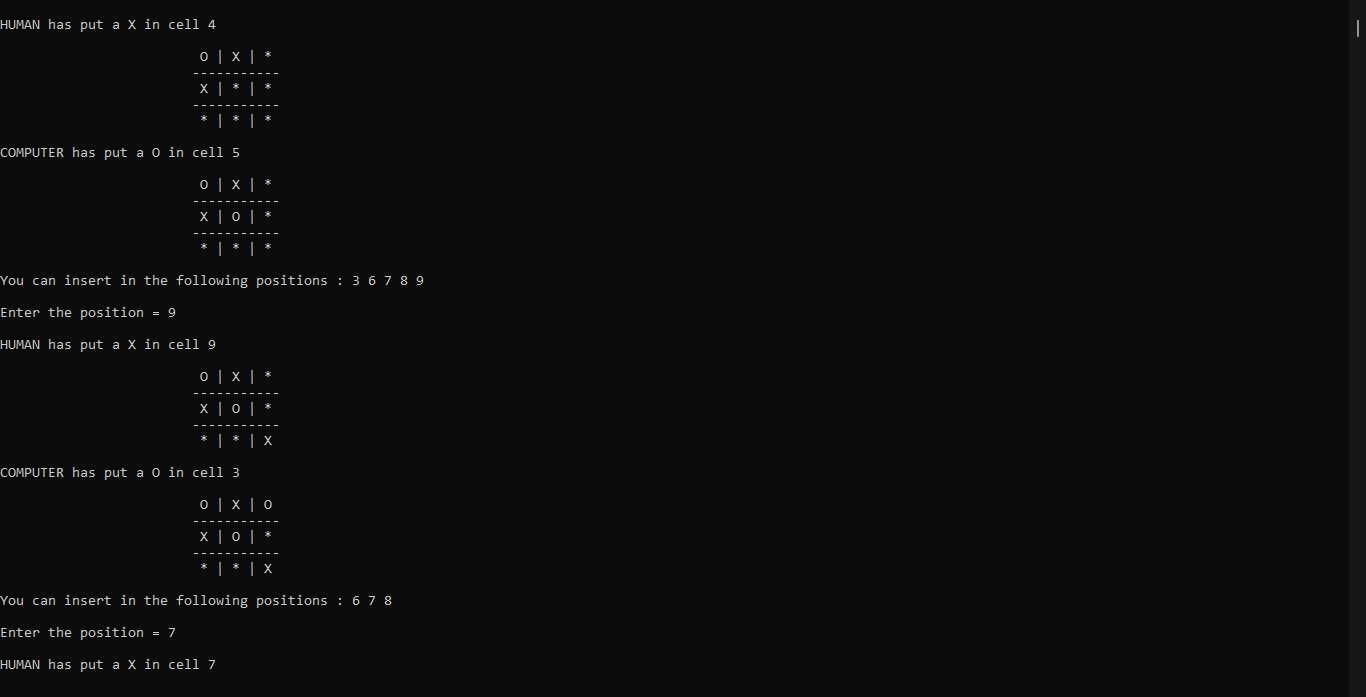 HUMAN has put a X in cell 4
O | X | *
-----------
X | * | *
-----------
* | * | *
COMPUTER has put a O in cell 5
O | X | *
-----------
X | O | *
-----------
* | * | *
You can insert in the following positions : 3 6 7 8 9
Enter the position = 9
HUMAN has put a X in cell 9
O | X | *
-----------
X | O | *
-----------
* | * | X
COMPUTER has put a O in cell 3
O | X | O
-----------
X | O | *
-----------
* | * | X
You can insert in the following positions : 6 7 8
Enter the position = 7
HUMAN has put a X in cell 7